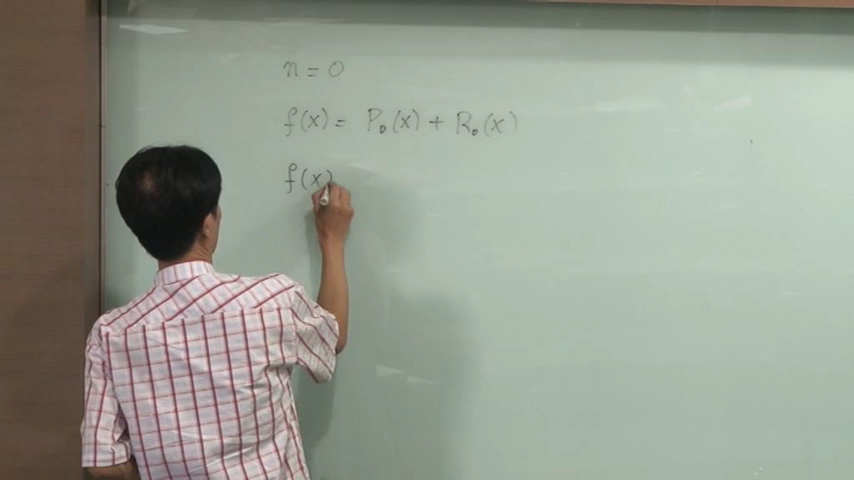 n = 0
f(x) = P₀(x) + R₀(x)
f(x)